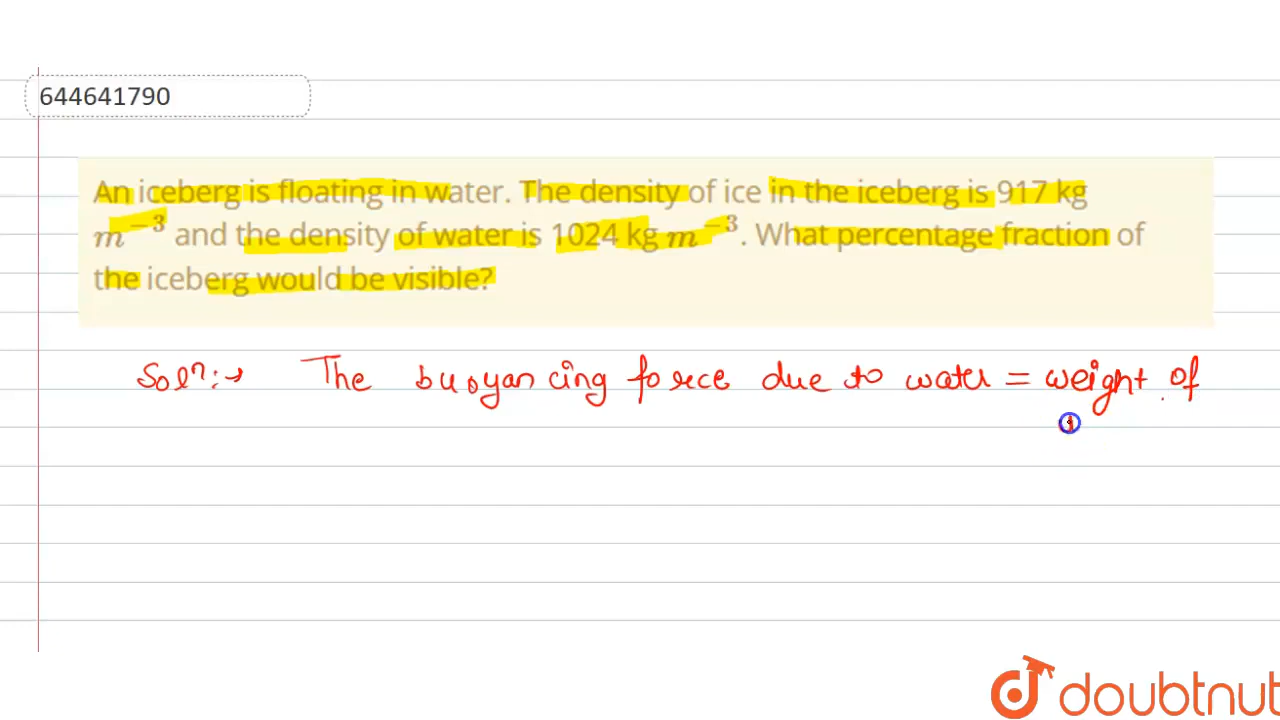 644641790
An iceberg is floating in water. The density of ice in the iceberg is 917 kg
m⁻³ and the density of water is 1024 kg m⁻³. What percentage fraction of
the iceberg would be visible?
Solⁿ:→ The buoyancing force due to water = weight of
doubtnut